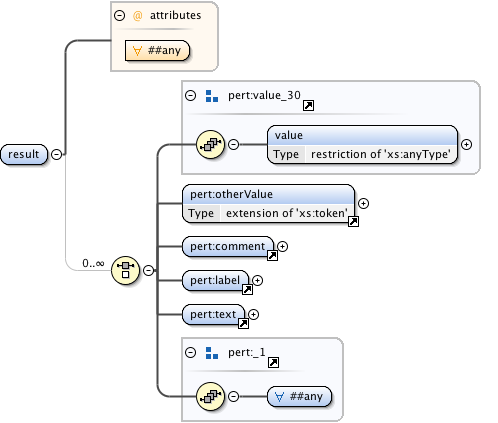 @ attributes
∀ ##any
pert:value_30
value
Type restriction of 'xs:anyType'
result
pert:otherValue
Type extension of 'xs:token'
pert:comment
0..∞
pert:label
pert:text
pert:_1
∀ ##any